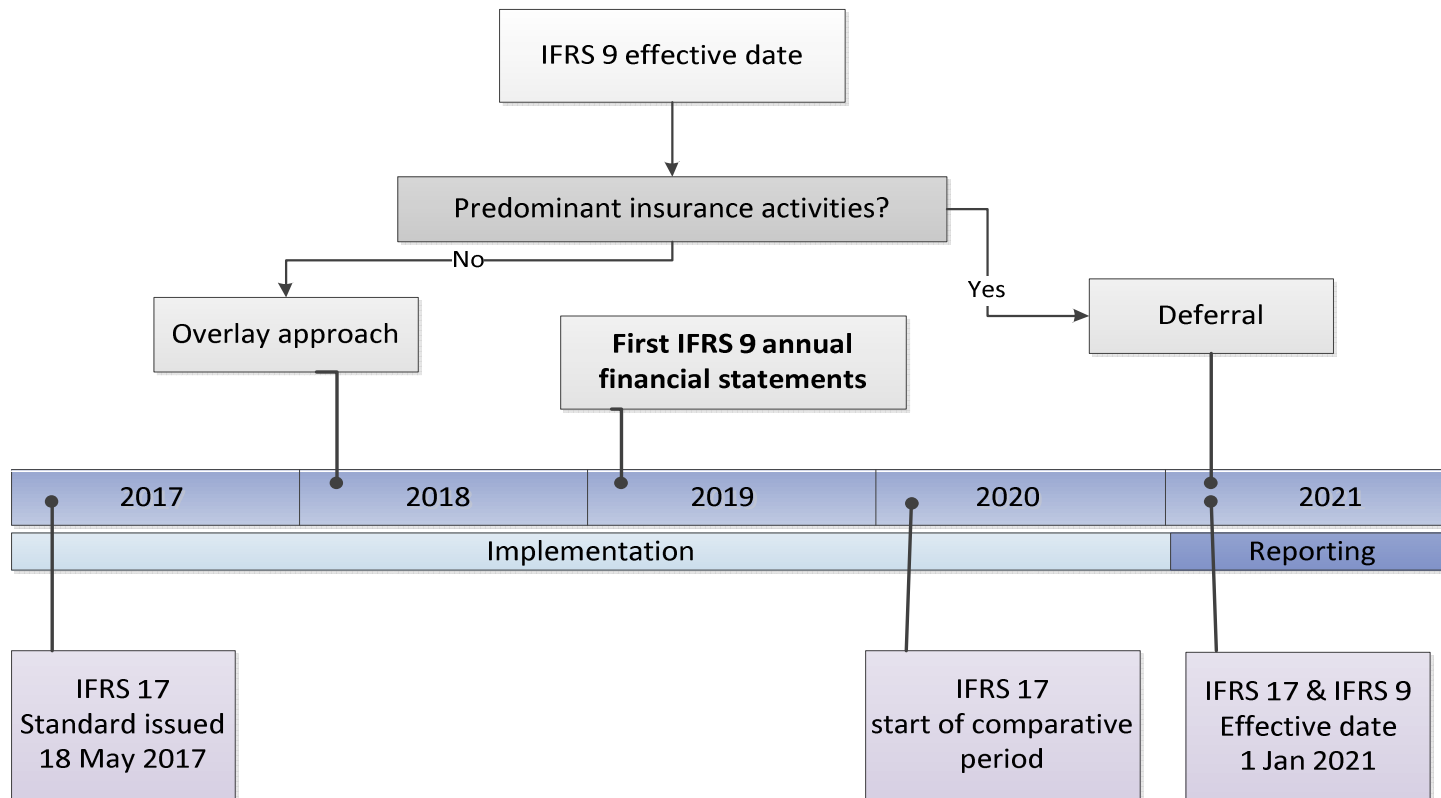 IFRS 9 effective date
Predominant insurance activities?
No
Yes
Overlay approach
First IFRS 9 annual
financial statements
Deferral
2017
2018
2019
2020
2021
Implementation
Reporting
IFRS 17
Standard issued
18 May 2017
IFRS 17
start of comparative
period
IFRS 17 & IFRS 9
Effective date
1 Jan 2021